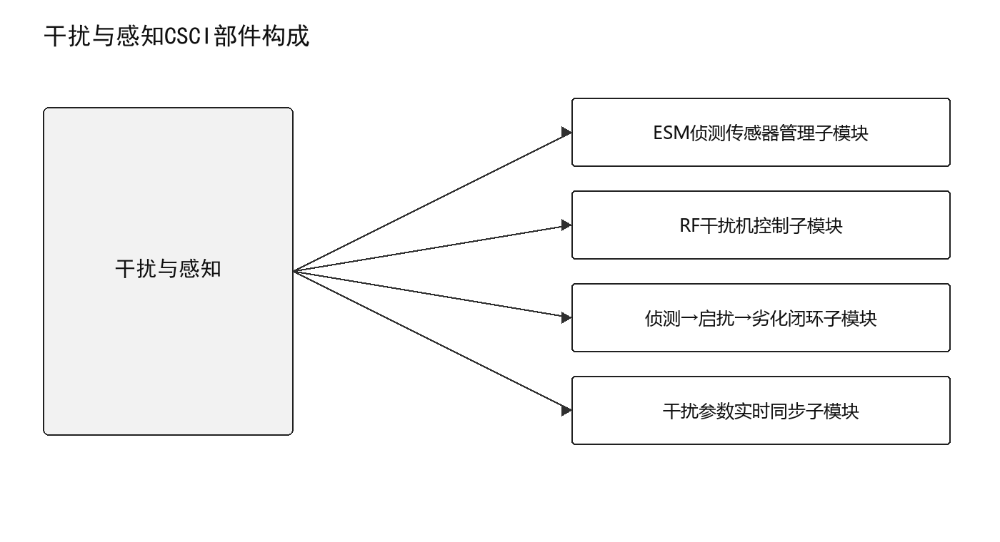 干扰与感知CSCI部件构成
干扰与感知
ESM侦测传感器管理子模块
RF干扰机控制子模块
侦测→启扰→劣化闭环子模块
干扰参数实时同步子模块